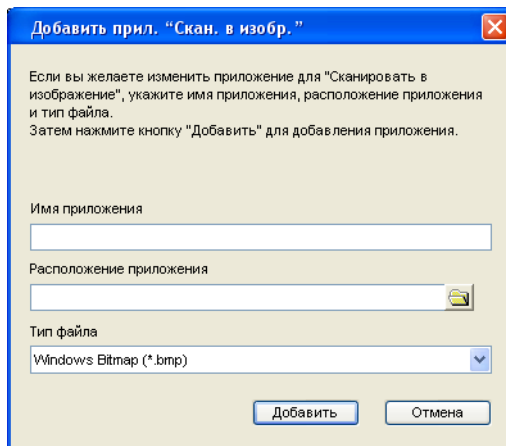 Добавить прил. “Скан. в изобр.”
Если вы желаете изменить приложение для "Сканировать в
изображение", укажите имя приложения, расположение приложения
и тип файла.
Затем нажмите кнопку "Добавить" для добавления приложения.
Имя приложения
Расположение приложения
Тип файла
Windows Bitmap (*.bmp)
Добавить Отмена